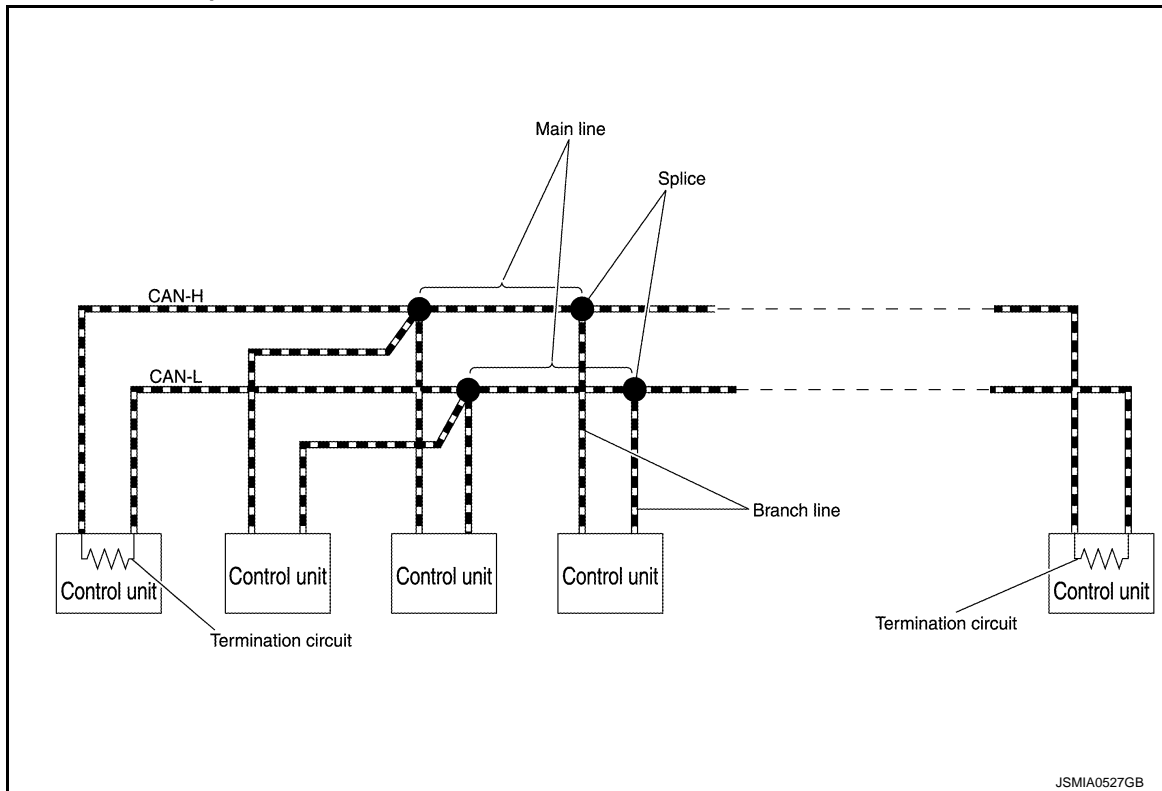 Main line
Splice
CAN-H
CAN-L
Branch line
Control unit
Control unit
Control unit
Control unit
Control unit
Termination circuit
Termination circuit
JSMIA0527GB